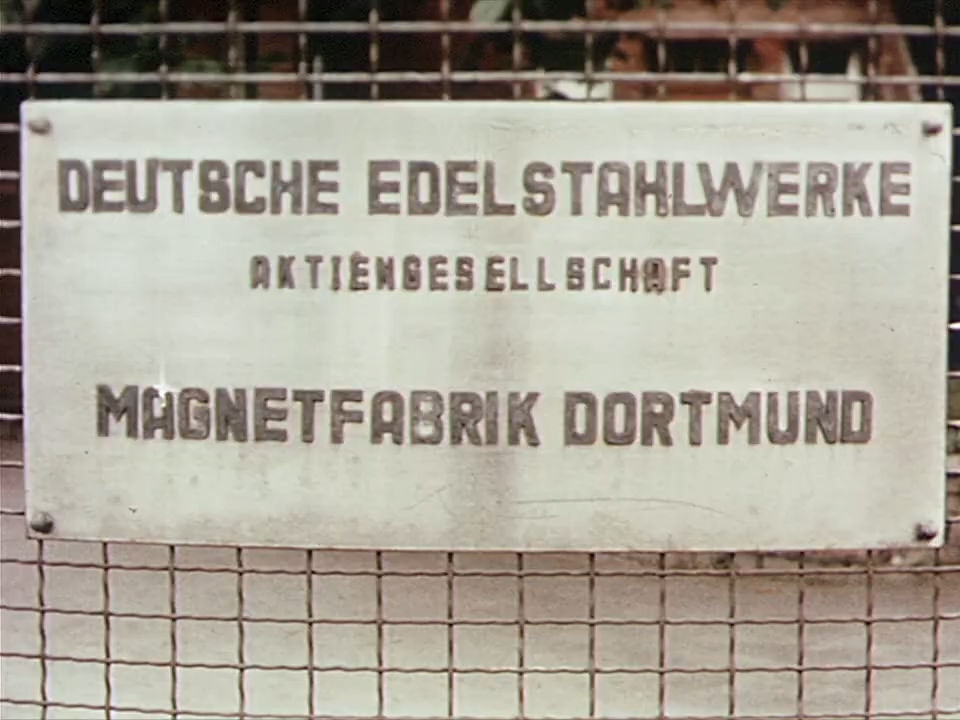 DEUTSCHE EDELSTAHLWERKE
AKTIENGESELLSCHAFT
MAGNETFABRIK DORTMUND